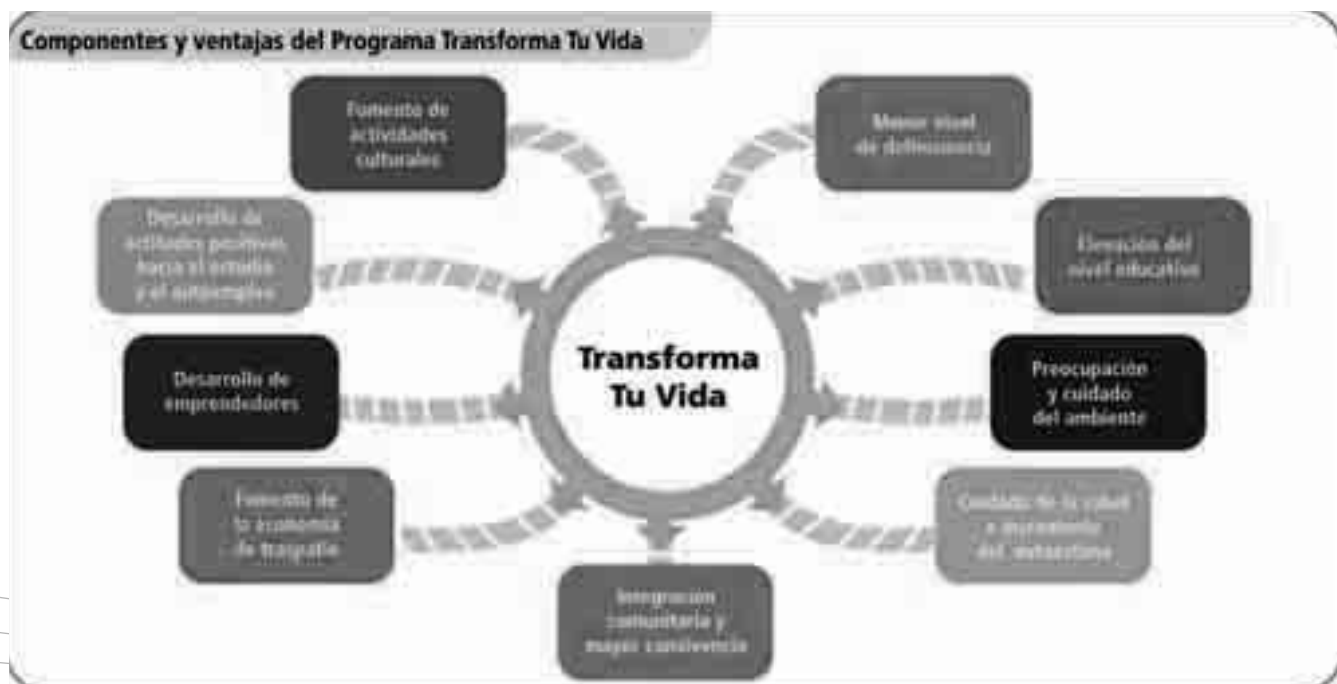 Componentes y ventajas del Programa Transforma Tu Vida
Fomento de
actividades
culturales
Menor nivel
de delincuencia
Desarrollo de
actitudes positivas
hacia el estudio
y el autoempleo
Elevación del
nivel educativo
Transforma
Tu Vida
Desarrollo de
emprendedores
Preocupación
y cuidado
del ambiente
Fomento de
la economía
de traspatio
Cuidado de la salud
e incremento
del autoestima
Integración
comunitaria y
mayor convivencia